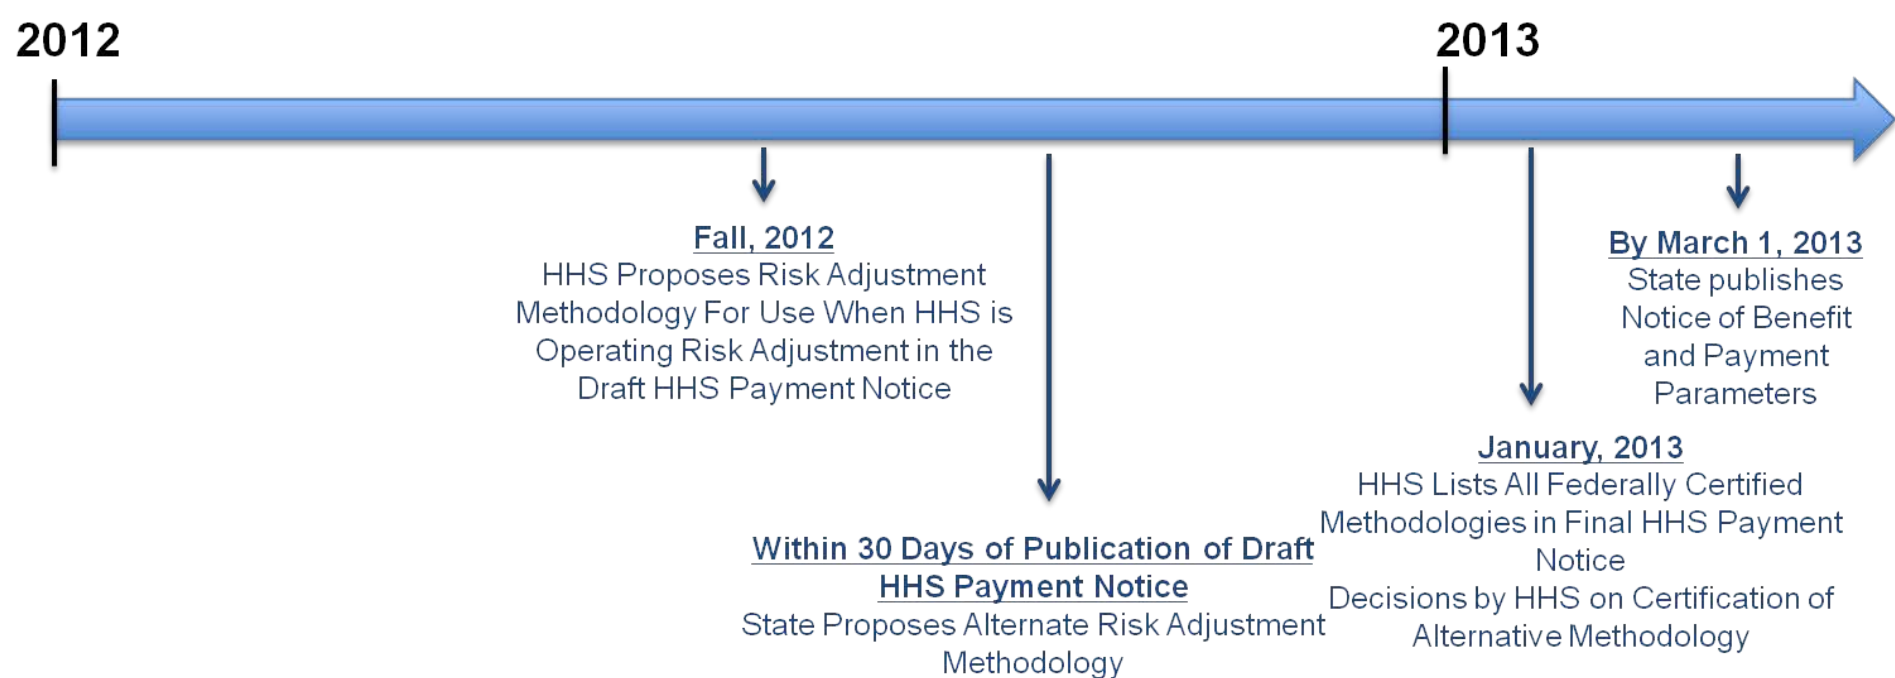 2012
2013
Fall, 2012
HHS Proposes Risk Adjustment
Methodology For Use When HHS is
Operating Risk Adjustment in the
Draft HHS Payment Notice
Within 30 Days of Publication of Draft
HHS Payment Notice
State Proposes Alternate Risk Adjustment
Methodology
January, 2013
HHS Lists All Federally Certified
Methodologies in Final HHS Payment
Notice
Decisions by HHS on Certification of
Alternative Methodology
By March 1, 2013
State publishes
Notice of Benefit
and Payment
Parameters